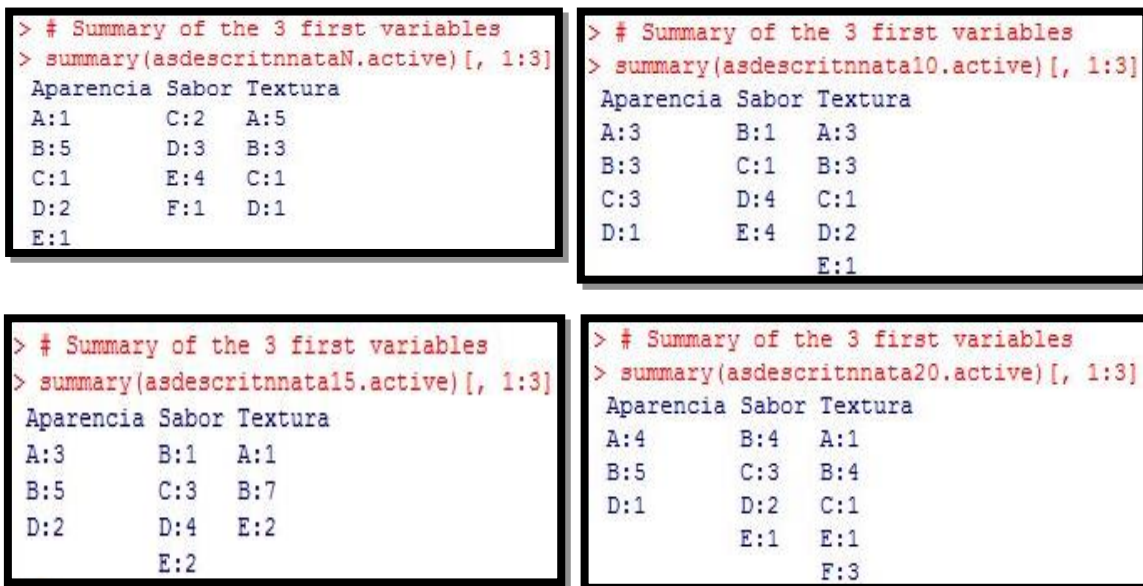 > # Summary of the 3 first variables
> summary(asdescritnnataN.active)[, 1:3]
Aparencia Sabor Textura
A:1 C:2 A:5
B:5 D:3 B:3
C:1 E:4 C:1
D:2 F:1 D:1
E:1
> # Summary of the 3 first variables
> summary(asdescritnnata10.active)[, 1:3]
Aparencia Sabor Textura
A:3 B:1 A:3
B:3 C:1 B:3
C:3 D:4 C:1
D:1 E:4 D:2
E:1
> # Summary of the 3 first variables
> summary(asdescritnnata15.active)[, 1:3]
Aparencia Sabor Textura
A:3 B:1 A:1
B:5 C:3 B:7
D:2 D:4 E:2
E:2
> # Summary of the 3 first variables
> summary(asdescritnnata20.active)[, 1:3]
Aparencia Sabor Textura
A:4 B:4 A:1
B:5 C:3 B:4
D:1 D:2 C:1
E:1 E:1
F:3